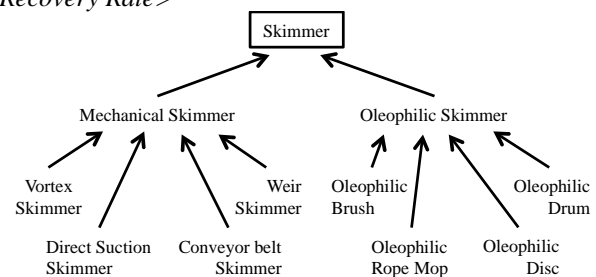 Recovery Rate>
Skimmer
Mechanical Skimmer
Oleophilic Skimmer
Vortex
Skimmer
Weir
Skimmer
Oleophilic
Brush
Oleophilic
Drum
Direct Suction
Skimmer
Conveyor belt
Skimmer
Oleophilic
Rope Mop
Oleophilic
Disc